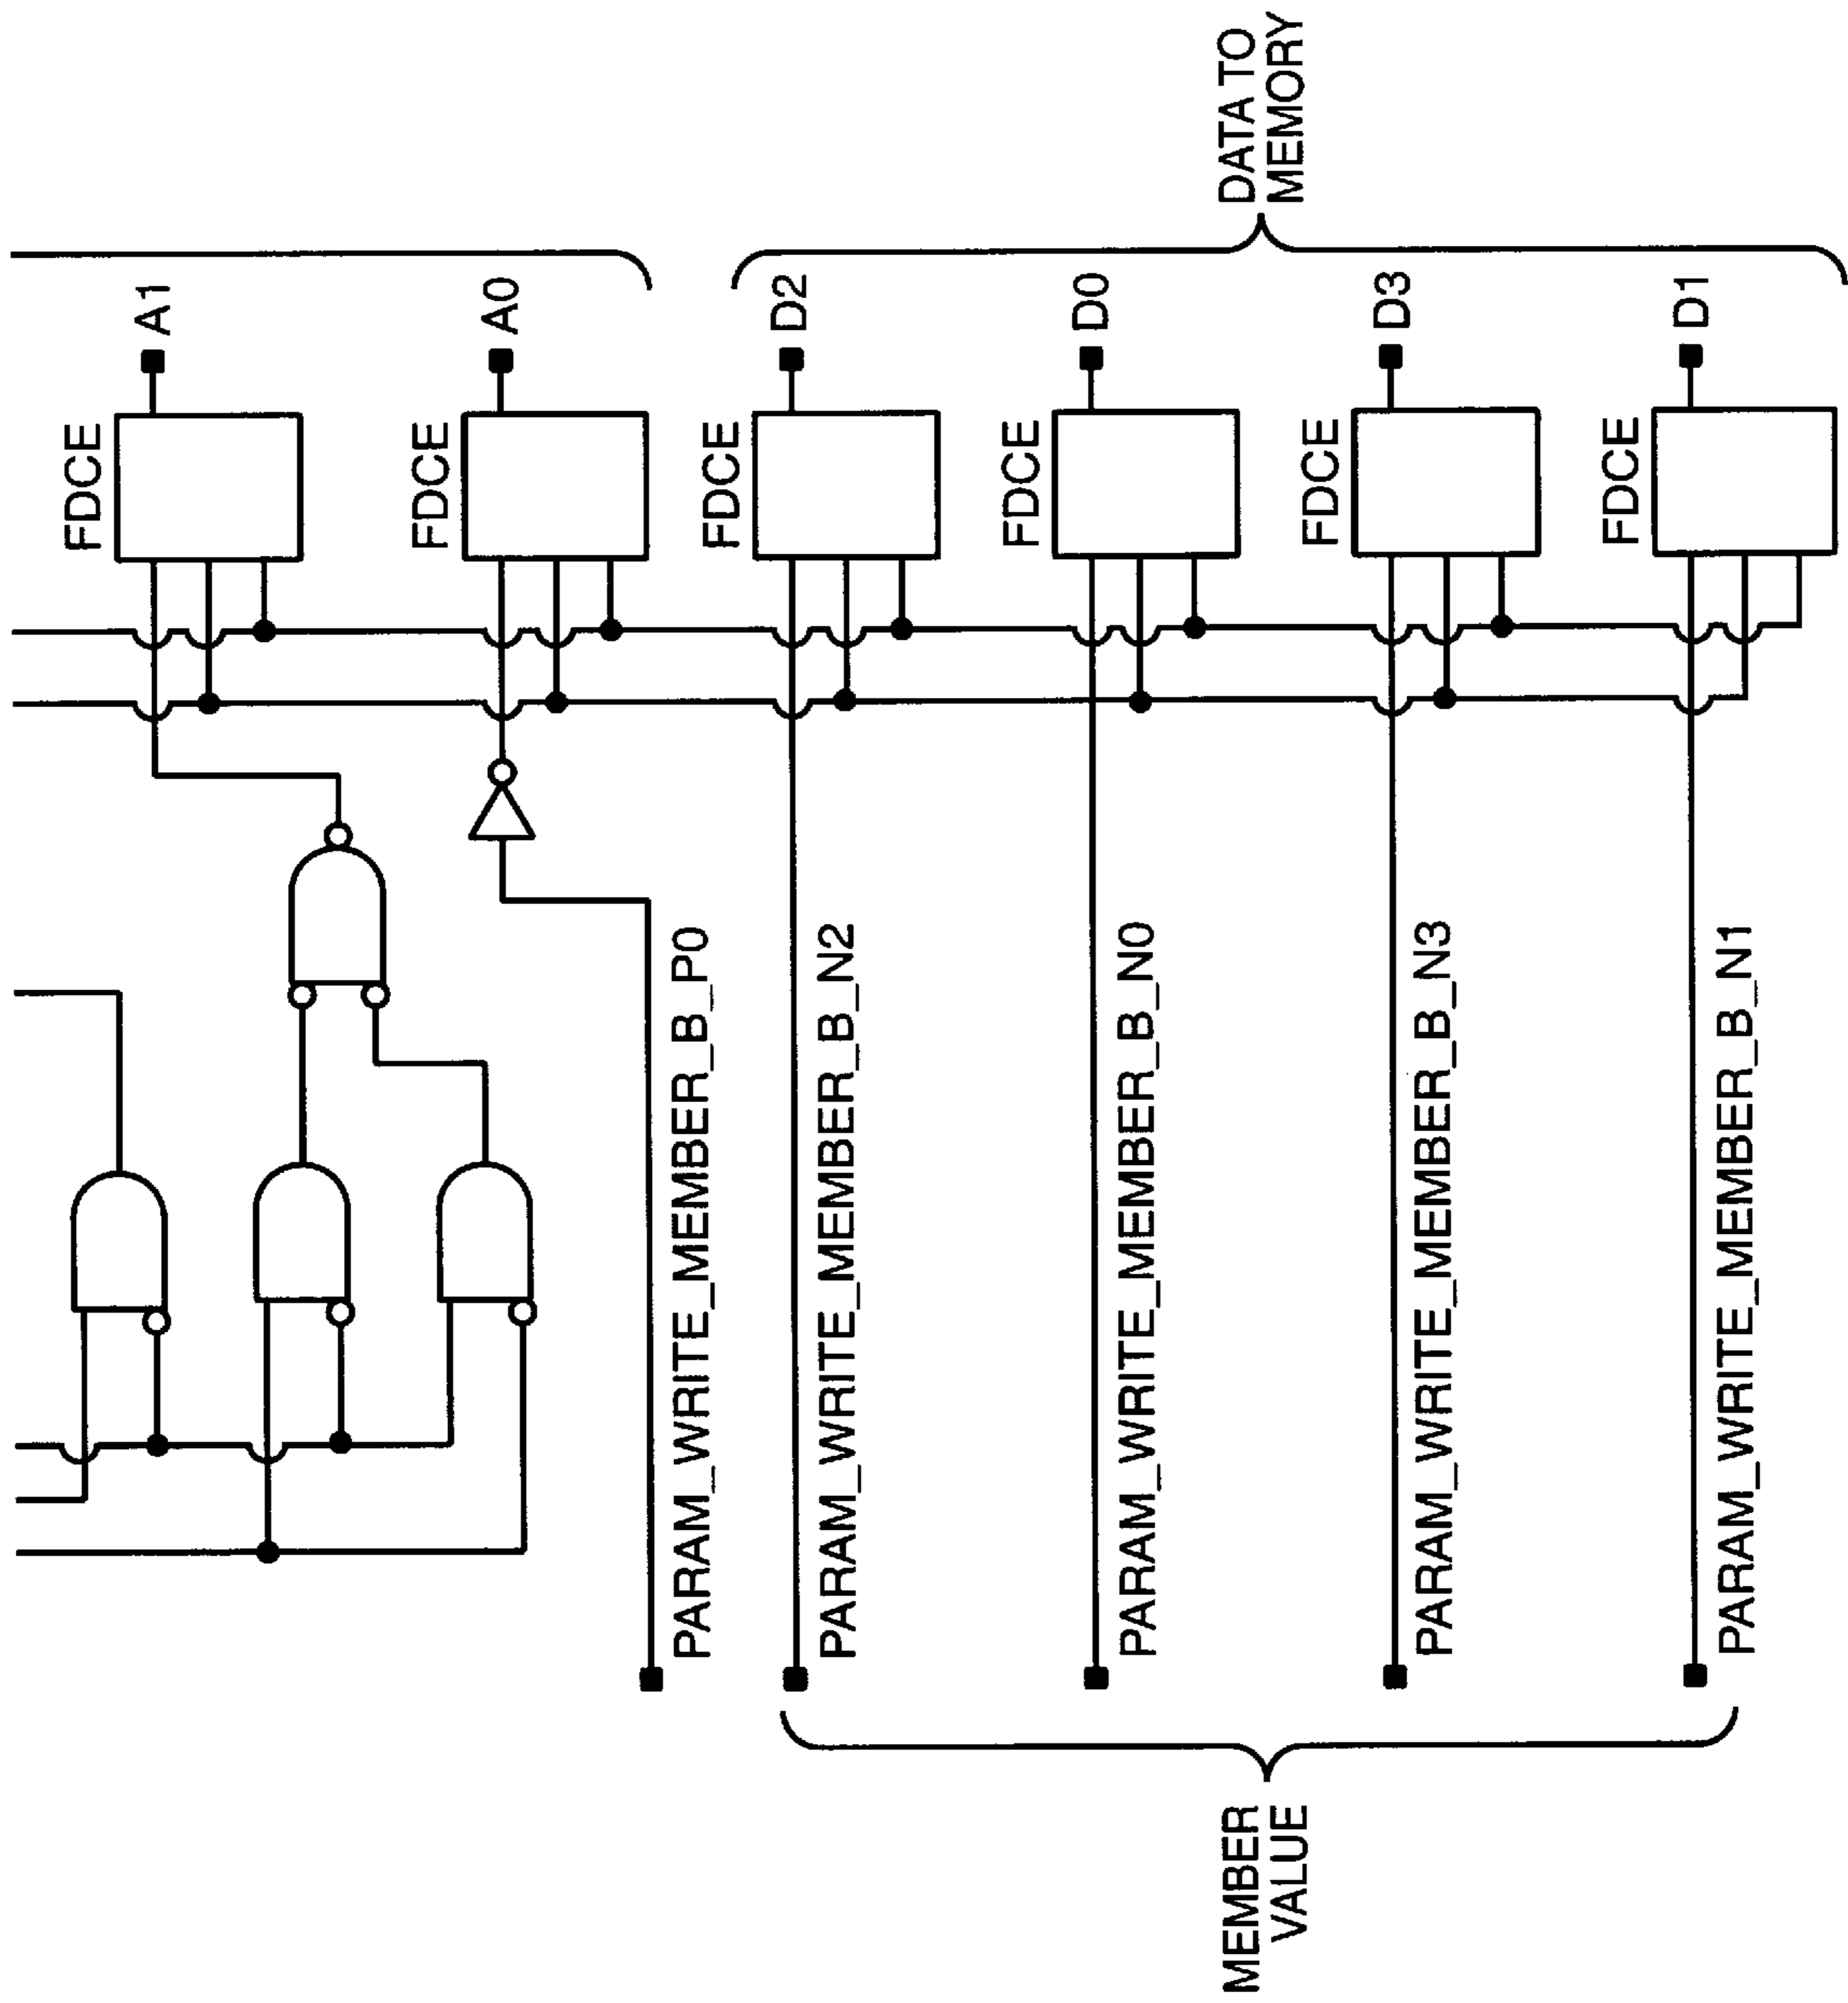 FDCE
A1
FDCE
A0
PARAM_WRITE_MEMBER_B_P0
FDCE
D2
PARAM_WRITE_MEMBER_B_N2
FDCE
D0
PARAM_WRITE_MEMBER_B_N0
FDCE
D3
PARAM_WRITE_MEMBER_B_N3
FDCE
D1
PARAM_WRITE_MEMBER_B_N1
MEMBER
VALUE
DATA TO
MEMORY